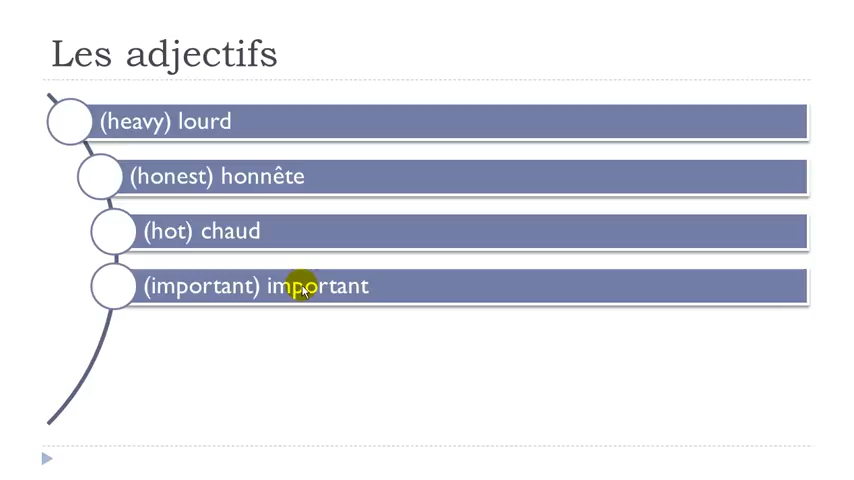 Les adjectifs
(heavy) lourd
(honest) honnête
(hot) chaud
(important) important